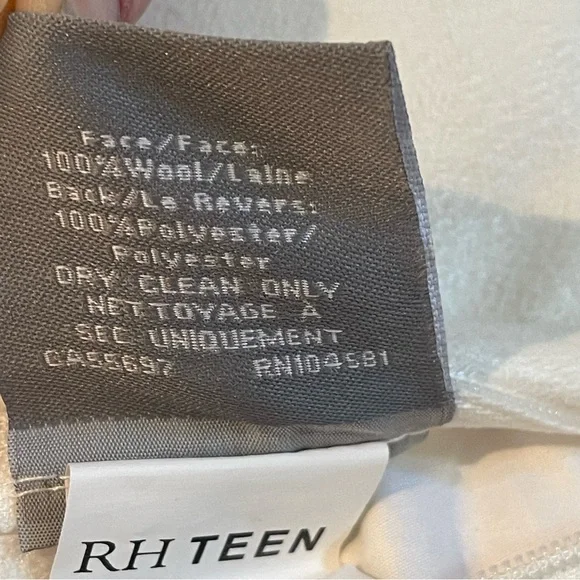 Face/Face:
100%Wool/Laine
Back/Le Revers:
100%Polyester/
Polyester
DRY CLEAN ONLY
NETTOYAGE A
SEC UNIQUEMENT
CA55697 RN104581
RH TEEN